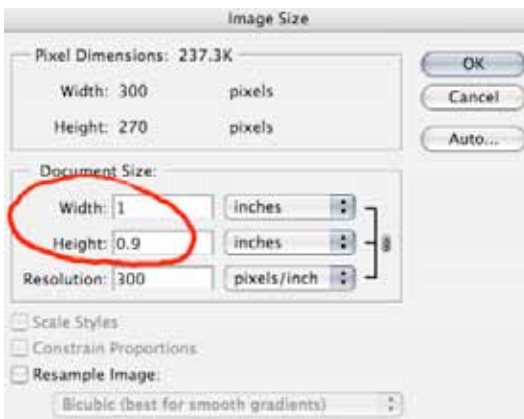 Image Size
Pixel Dimensions: 237.3K
OK
Width: 300 pixels
Cancel
Height: 270 pixels
Auto...
Document Size:
Width: 1 inches
Height: 0.9 inches
Resolution: 300 pixels/inch
Scale Styles
Constrain Proportions
Resample Image:
Bicubic (best for smooth gradients)